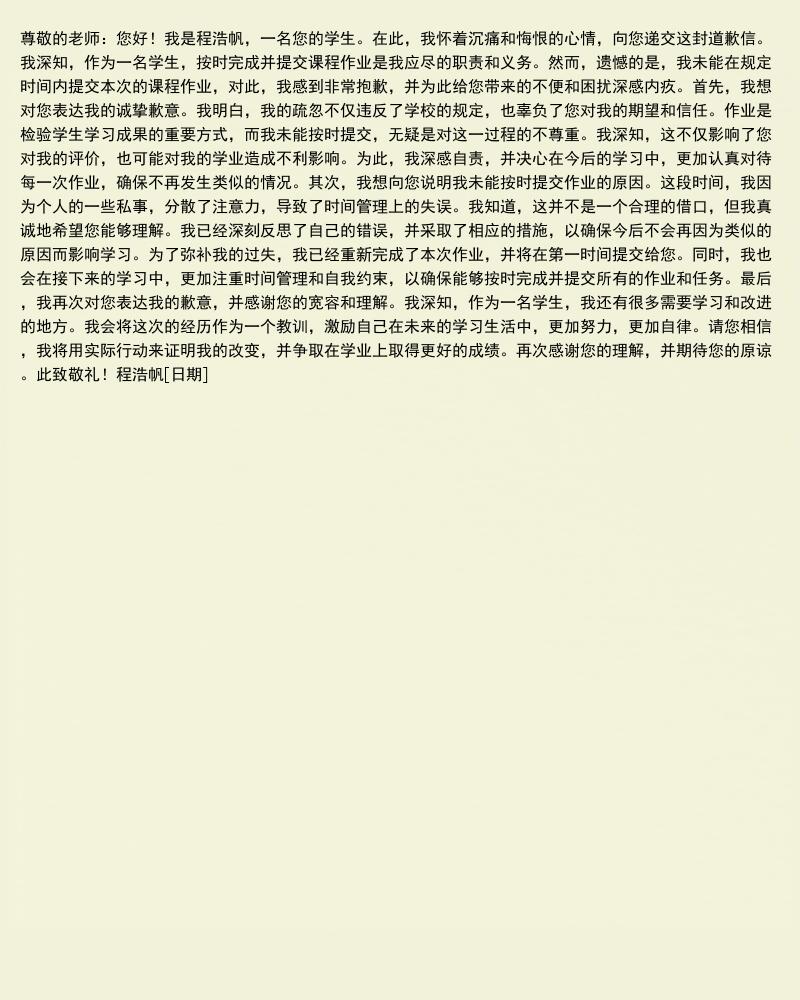 尊敬的老师：您好！我是程浩帆，一名您的学生。在此，我怀着沉痛和悔恨的心情，向您递交这封道歉信。
我深知，作为一名学生，按时完成并提交课程作业是我应尽的职责和义务。然而，遗憾的是，我未能在规定
时间内提交本次的课程作业，对此，我感到非常抱歉，并为此给您带来的不便和困扰深感内疚。首先，我想
对您表达我的诚挚歉意。我明白，我的疏忽不仅违反了学校的规定，也辜负了您对我的期望和信任。作业是
检验学生学习成果的重要方式，而我未能按时提交，无疑是对这一过程的不尊重。我深知，这不仅影响了您
对我的评价，也可能对我的学业造成不利影响。为此，我深感自责，并决心在今后的学习中，更加认真对待
每一次作业，确保不再发生类似的情况。其次，我想向您说明我未能按时提交作业的原因。这段时间，我因
为个人的一些私事，分散了注意力，导致了时间管理上的失误。我知道，这并不是一个合理的借口，但我真
诚地希望您能够理解。我已经深刻反思了自己的错误，并采取了相应的措施，以确保今后不会再因为类似的
原因而影响学习。为了弥补我的过失，我已经重新完成了本次作业，并将在第一时间提交给您。同时，我也
会在接下来的学习中，更加注重时间管理和自我约束，以确保能够按时完成并提交所有的作业和任务。最后
，我再次对您表达我的歉意，并感谢您的宽容和理解。我深知，作为一名学生，我还有很多需要学习和改进
的地方。我会将这次的经历作为一个教训，激励自己在未来的学习生活中，更加努力，更加自律。请您相信
，我将用实际行动来证明我的改变，并争取在学业上取得更好的成绩。再次感谢您的理解，并期待您的原谅
。此致敬礼！程浩帆[日期]